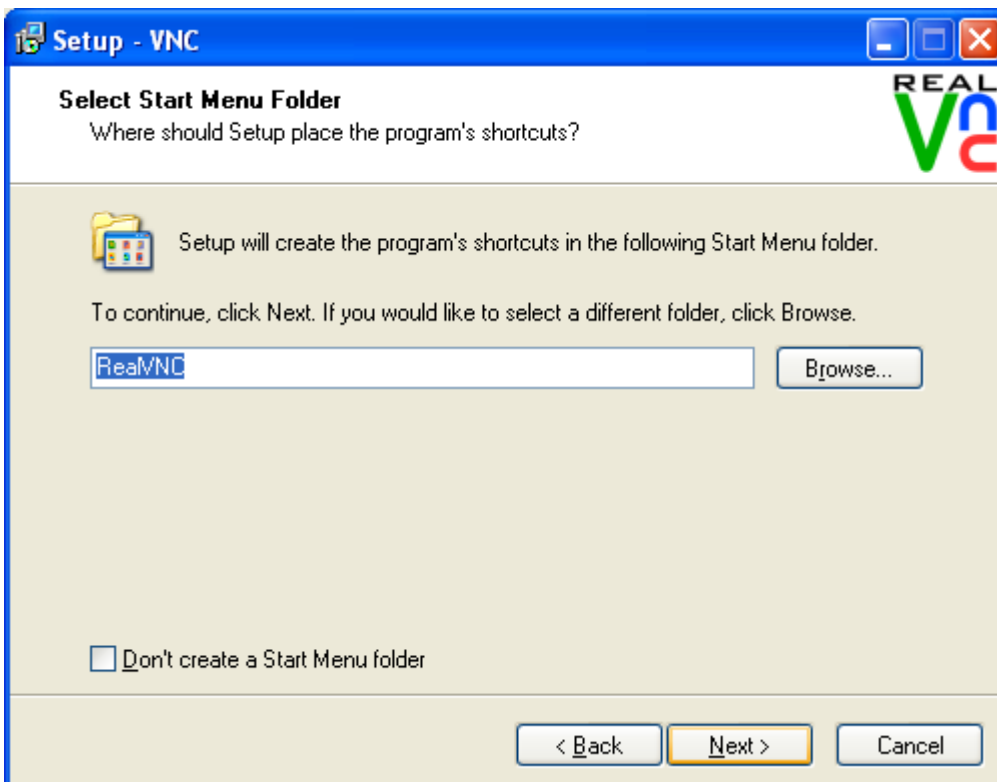 Setup - VNC
Select Start Menu Folder
Where should Setup place the program's shortcuts?
REAL
Vnc
Setup will create the program's shortcuts in the following Start Menu folder.
To continue, click Next. If you would like to select a different folder, click Browse.
RealVNC
Browse...
Don't create a Start Menu folder
< Back
Next >
Cancel